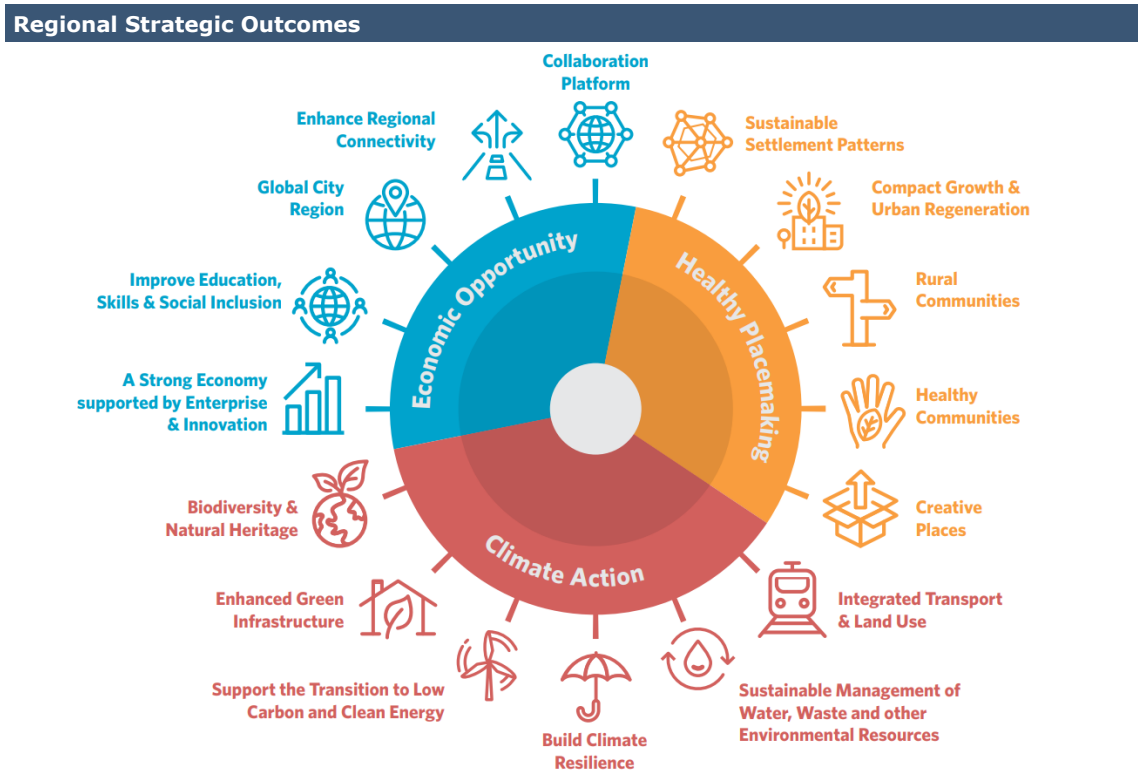 Regional Strategic Outcomes
Collaboration
Platform
Sustainable
Settlement Patterns
Compact Growth &
Urban Regeneration
Rural
Communities
Healthy
Communities
Creative
Places
Integrated Transport
& Land Use
Sustainable Management of
Water, Waste and other
Environmental Resources
Build Climate
Resilience
Support the Transition to Low
Carbon and Clean Energy
Enhanced Green
Infrastructure
Biodiversity &
Natural Heritage
A Strong Economy
supported by Enterprise
& Innovation
Improve Education,
Skills & Social Inclusion
Global City
Region
Enhance Regional
Connectivity
Economic Opportunity
Healthy Placemaking
Climate Action